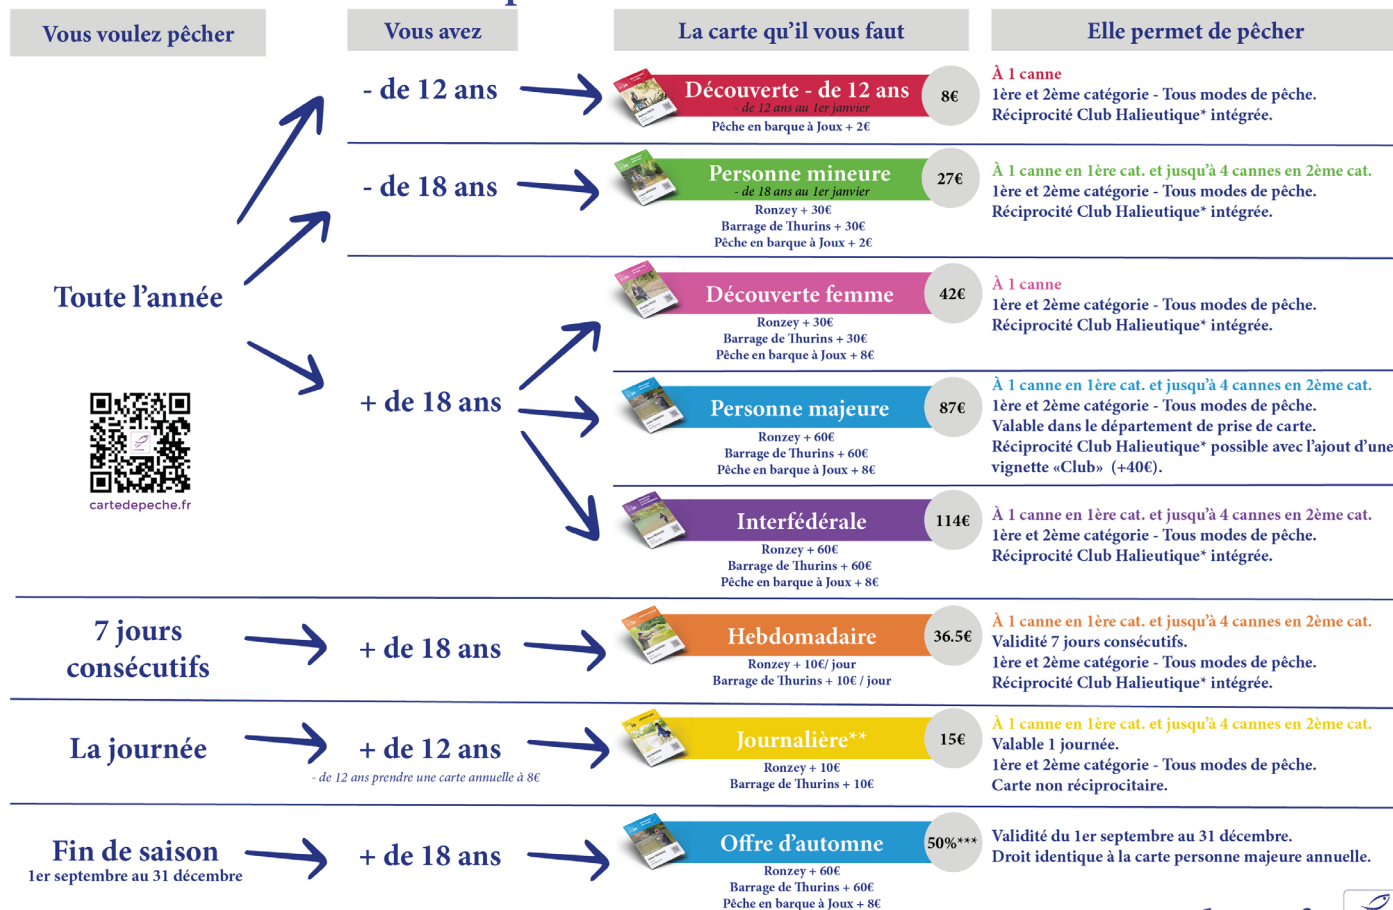 Vous voulez pêcher
Vous avez
La carte qu'il vous faut
Elle permet de pêcher
- de 12 ans
Découverte - de 12 ans
- de 12 ans au 1er janvier
Pêche en barque à Joux + 2€
8€
À 1 canne
1ère et 2ème catégorie - Tous modes de pêche.
Réciprocité Club Halieutique* intégrée.
- de 18 ans
Personne mineure
- de 18 ans au 1er janvier
Ronzey + 30€
Barrage de Thurins + 30€
Pêche en barque à Joux + 2€
27€
À 1 canne en 1ère cat. et jusqu'à 4 cannes en 2ème cat.
1ère et 2ème catégorie - Tous modes de pêche.
Réciprocité Club Halieutique* intégrée.
Toute l'année
cartedepeche.fr
+ de 18 ans
Découverte femme
Ronzey + 30€
Barrage de Thurins + 30€
Pêche en barque à Joux + 8€
42€
À 1 canne
1ère et 2ème catégorie - Tous modes de pêche.
Réciprocité Club Halieutique* intégrée.
Personne majeure
Ronzey + 60€
Barrage de Thurins + 60€
Pêche en barque à Joux + 8€
87€
À 1 canne en 1ère cat. et jusqu'à 4 cannes en 2ème cat.
1ère et 2ème catégorie - Tous modes de pêche.
Valable dans le département de prise de carte.
Réciprocité Club Halieutique* possible avec l'ajout d'une
vignette «Club» (+40€).
Interfédérale
Ronzey + 60€
Barrage de Thurins + 60€
Pêche en barque à Joux + 8€
114€
À 1 canne en 1ère cat. et jusqu'à 4 cannes en 2ème cat.
1ère et 2ème catégorie - Tous modes de pêche.
Réciprocité Club Halieutique* intégrée.
7 jours
consécutifs
+ de 18 ans
Hebdomadaire
Ronzey + 10€/ jour
Barrage de Thurins + 10€ / jour
36.5€
À 1 canne en 1ère cat. et jusqu'à 4 cannes en 2ème cat.
Validité 7 jours consécutifs.
1ère et 2ème catégorie - Tous modes de pêche.
Réciprocité Club Halieutique* intégrée.
La journée
+ de 12 ans
- de 12 ans prendre une carte annuelle à 8€
Journalière**
Ronzey + 10€
Barrage de Thurins + 10€
15€
À 1 canne en 1ère cat. et jusqu'à 4 cannes en 2ème cat.
Valable 1 journée.
1ère et 2ème catégorie - Tous modes de pêche.
Carte non réciprocitaire.
Fin de saison
1er septembre au 31 décembre
+ de 18 ans
Offre d'automne
Ronzey + 60€
Barrage de Thurins + 60€
Pêche en barque à Joux + 8€
50%***
Validité du 1er septembre au 31 décembre.
Droit identique à la carte personne majeure annuelle.